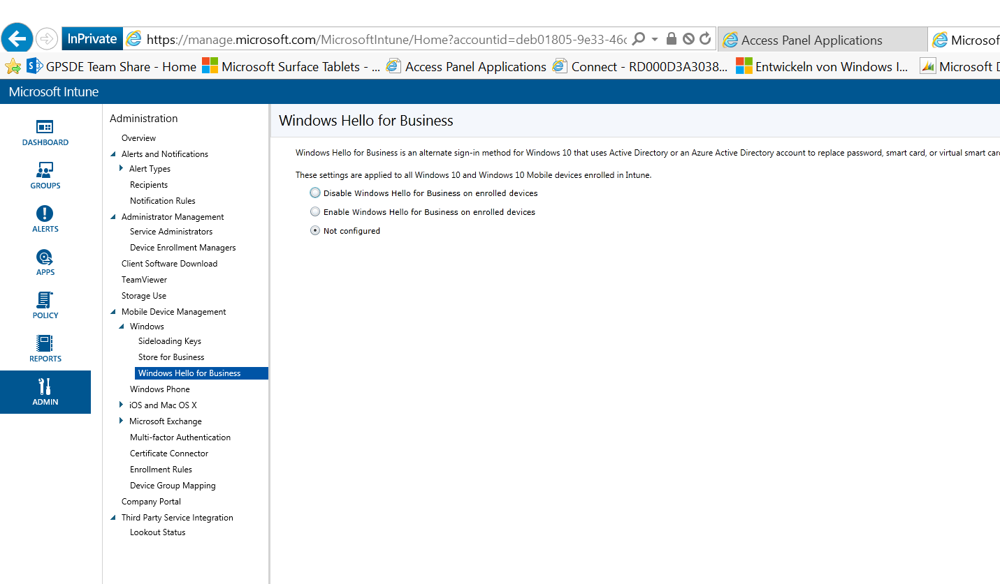 InPrivate
https://manage.microsoft.com/MicrosoftIntune/Home?accountid=deb01805-9e33-46c
Access Panel Applications
Microsof
GPSDE Team Share - Home
Microsoft Surface Tablets - ...
Access Panel Applications
Connect - RD000D3A3038...
Entwickeln von Windows I...
Microsoft D
Microsoft Intune
DASHBOARD
GROUPS
ALERTS
APPS
POLICY
REPORTS
ADMIN
Administration
Overview
Alerts and Notifications
Alert Types
Recipients
Notification Rules
Administrator Management
Service Administrators
Device Enrollment Managers
Client Software Download
TeamViewer
Storage Use
Mobile Device Management
Windows
Sideloading Keys
Store for Business
Windows Hello for Business
Windows Phone
iOS and Mac OS X
Microsoft Exchange
Multi-factor Authentication
Certificate Connector
Enrollment Rules
Device Group Mapping
Company Portal
Third Party Service Integration
Lookout Status
Windows Hello for Business
Windows Hello for Business is an alternate sign-in method for Windows 10 that uses Active Directory or an Azure Active Directory account to replace password, smart card, or virtual smart car
These settings are applied to all Windows 10 and Windows 10 Mobile devices enrolled in Intune.
Disable Windows Hello for Business on enrolled devices
Enable Windows Hello for Business on enrolled devices
Not configured